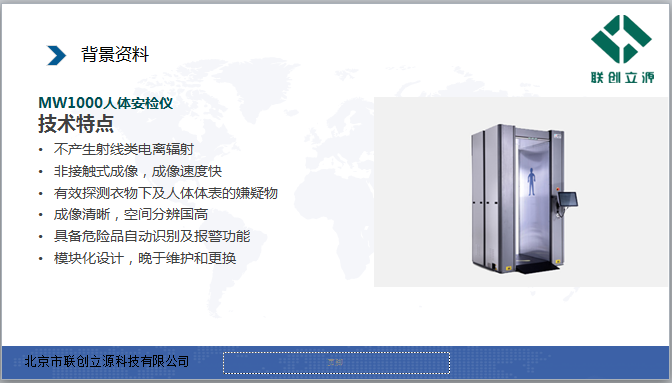 背景资料
联创立源
MW1000人体安检仪
技术特点
• 不产生射线类电离辐射
• 非接触式成像，成像速度快
• 有效探测衣物下及人体体表的嫌疑物
• 成像清晰，空间分辨国高
• 具备危险品自动识别及报警功能
• 模块化设计，晚于维护和更换
北京市联创立源科技有限公司